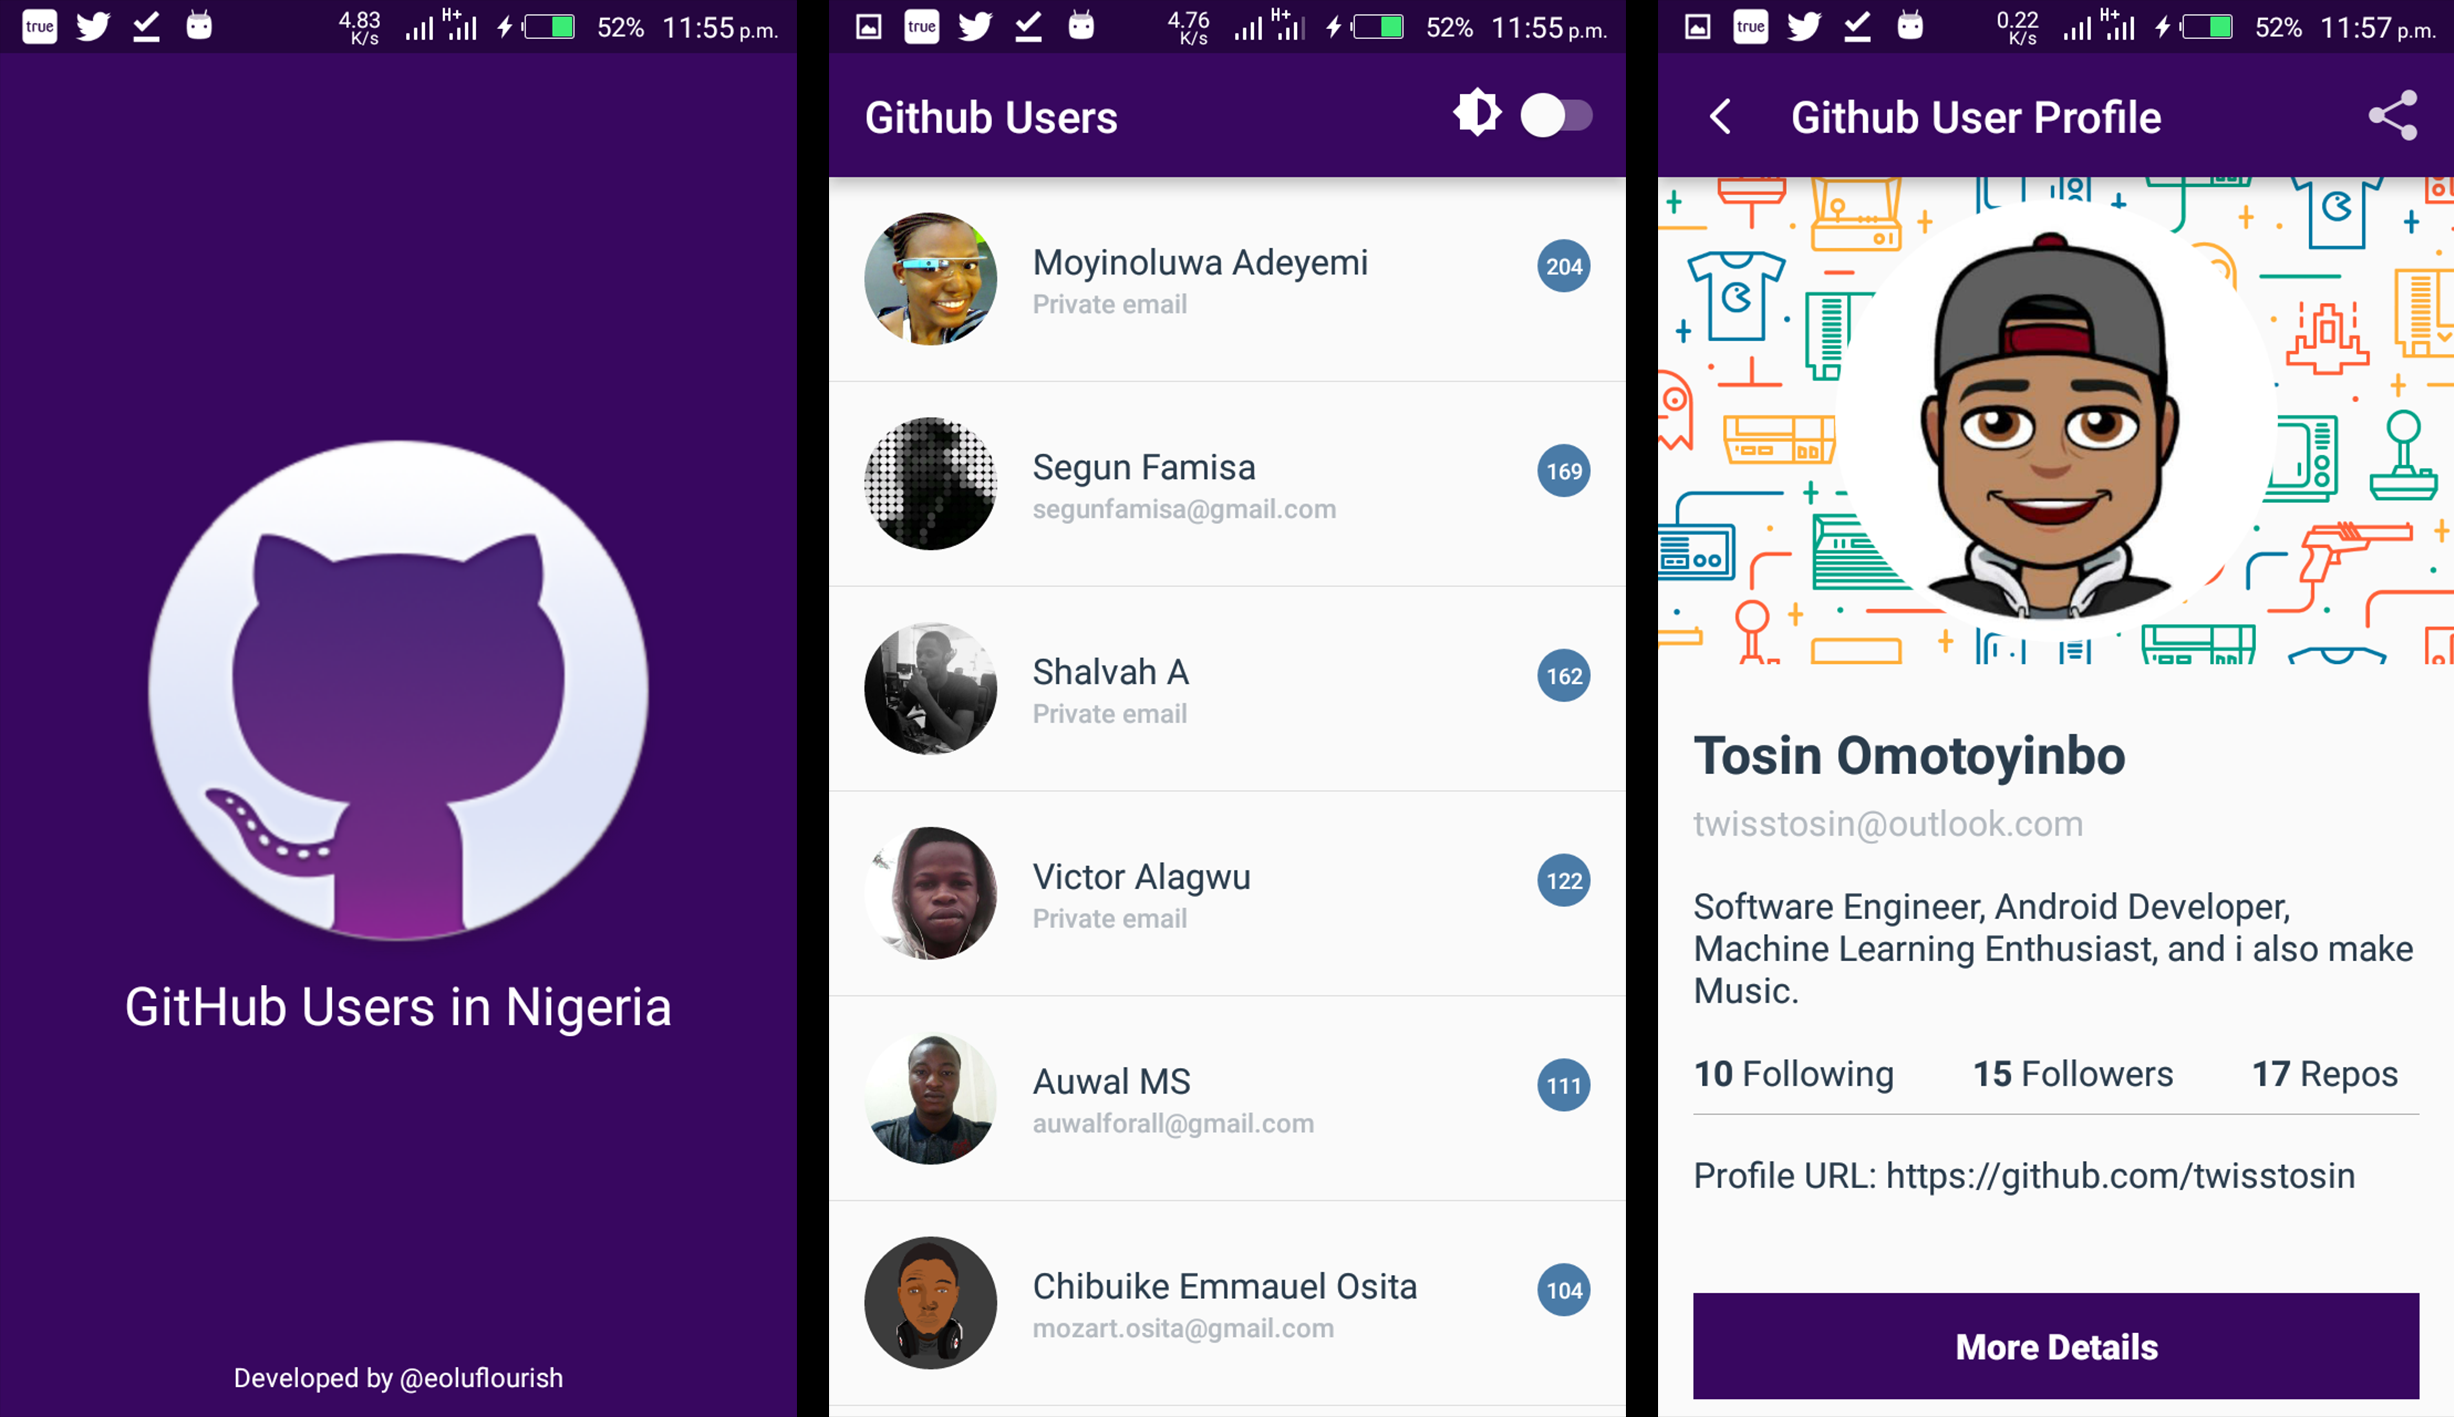 true
4.83 K/s H+ 52% 11:55 p.m.
GitHub Users in Nigeria
Developed by @eoluflourish
true
4.76 K/s H+ 52% 11:55 p.m.
Github Users
Moyinoluwa Adeyemi
204
Private email
Segun Famisa
169
segunfamisa@gmail.com
Shalvah A
162
Private email
Victor Alagwu
122
Private email
Auwal MS
111
auwalforall@gmail.com
Chibuike Emmauel Osita
104
mozart.osita@gmail.com
true
0.22 K/s H+ 52% 11:57 p.m.
Github User Profile
Tosin Omotoyinbo
twisstosin@outlook.com
Software Engineer, Android Developer,
Machine Learning Enthusiast, and i also make
Music.
10 Following 15 Followers 17 Repos
Profile URL: https://github.com/twisstosin
More Details